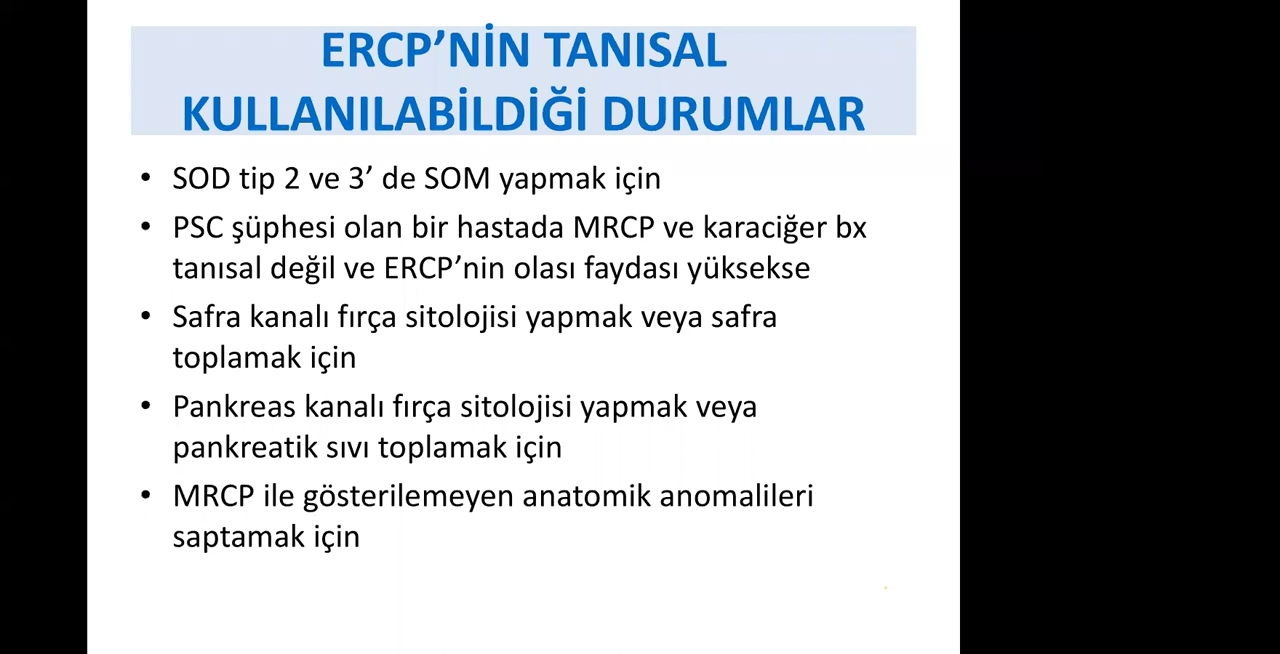 ERCP’NİN TANISAL
KULLANILABİLDİĞİ DURUMLAR
• SOD tip 2 ve 3’ de SOM yapmak için
• PSC şüphesi olan bir hastada MRCP ve karaciğer bx
tanısal değil ve ERCP’nin olası faydası yüksekse
• Safra kanalı fırça sitolojisi yapmak veya safra
toplamak için
• Pankreas kanalı fırça sitolojisi yapmak veya
pankreatik sıvı toplamak için
• MRCP ile gösterilemeyen anatomik anomalileri
saptamak için